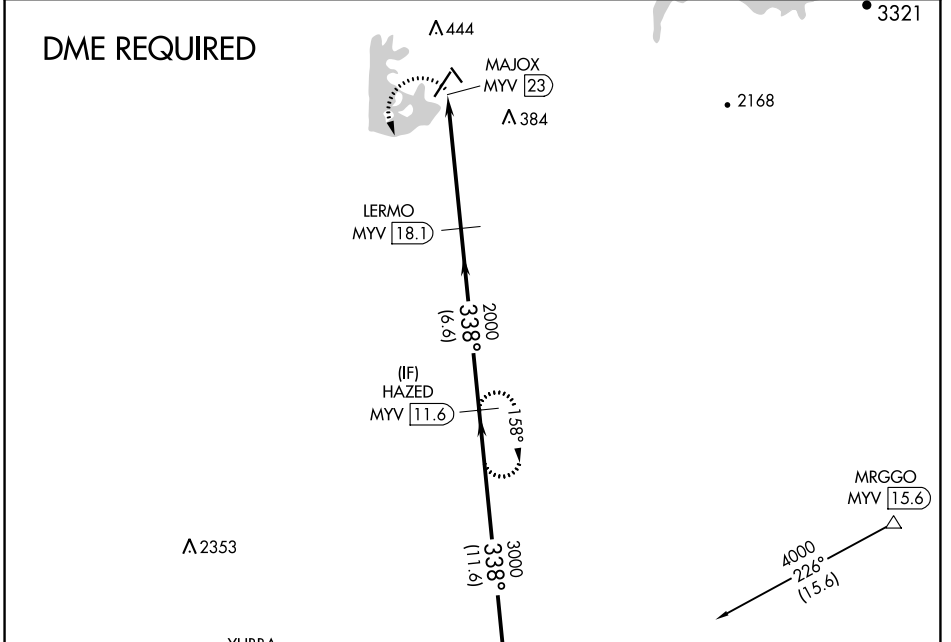 DME REQUIRED
444
3321
MAJOX
MYV 23
2168
384
LERMO
MYV 18.1
2000
338°
(6.6)
(IF)
HAZED
MYV 11.6
158°
MRGGO
MYV 15.6
2353
3000
338°
(11.6)
4000
226°
(15.6)